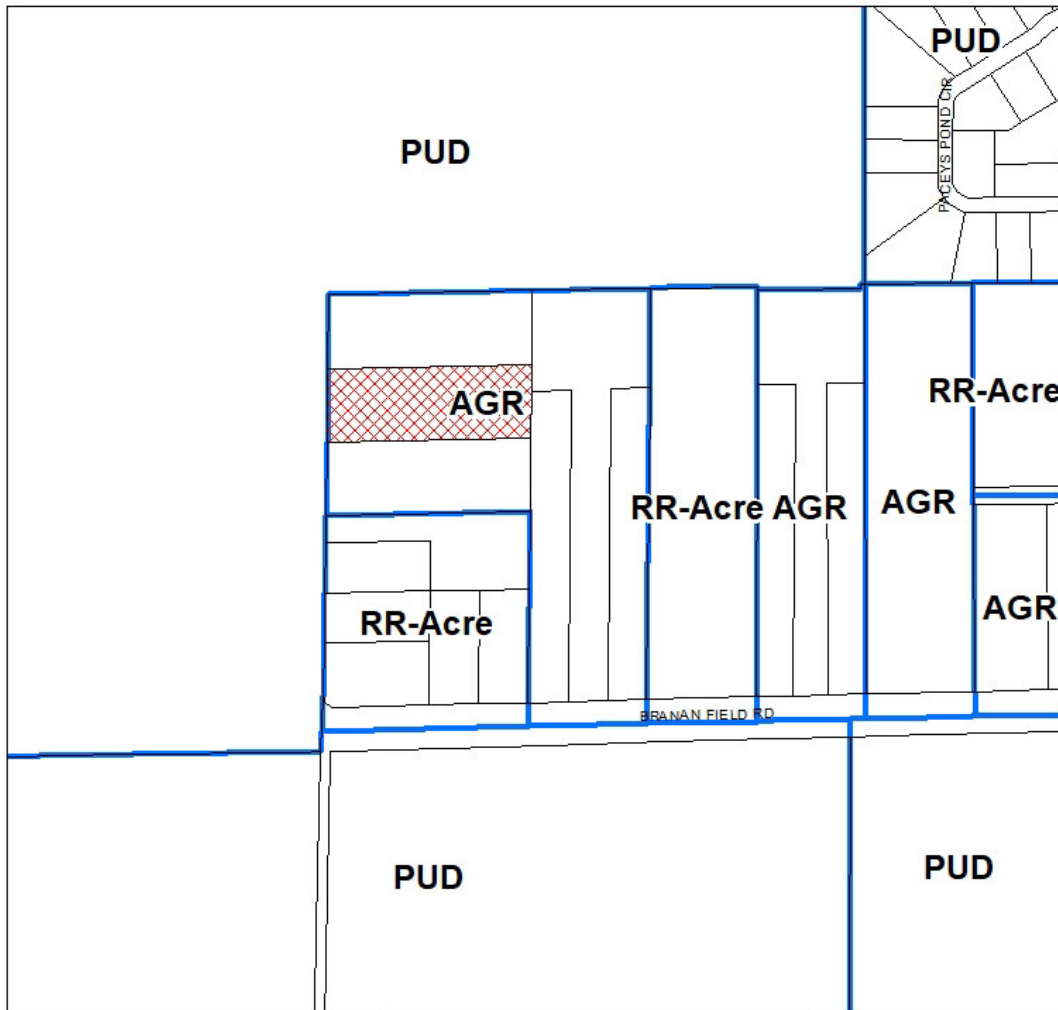 PUD
PACEYS POND CIR
PUD
RR-Acre
AGR
RR-Acre AGR
AGR
AGR
RR-Acre
BRANAN FIELD RD
PUD
PUD